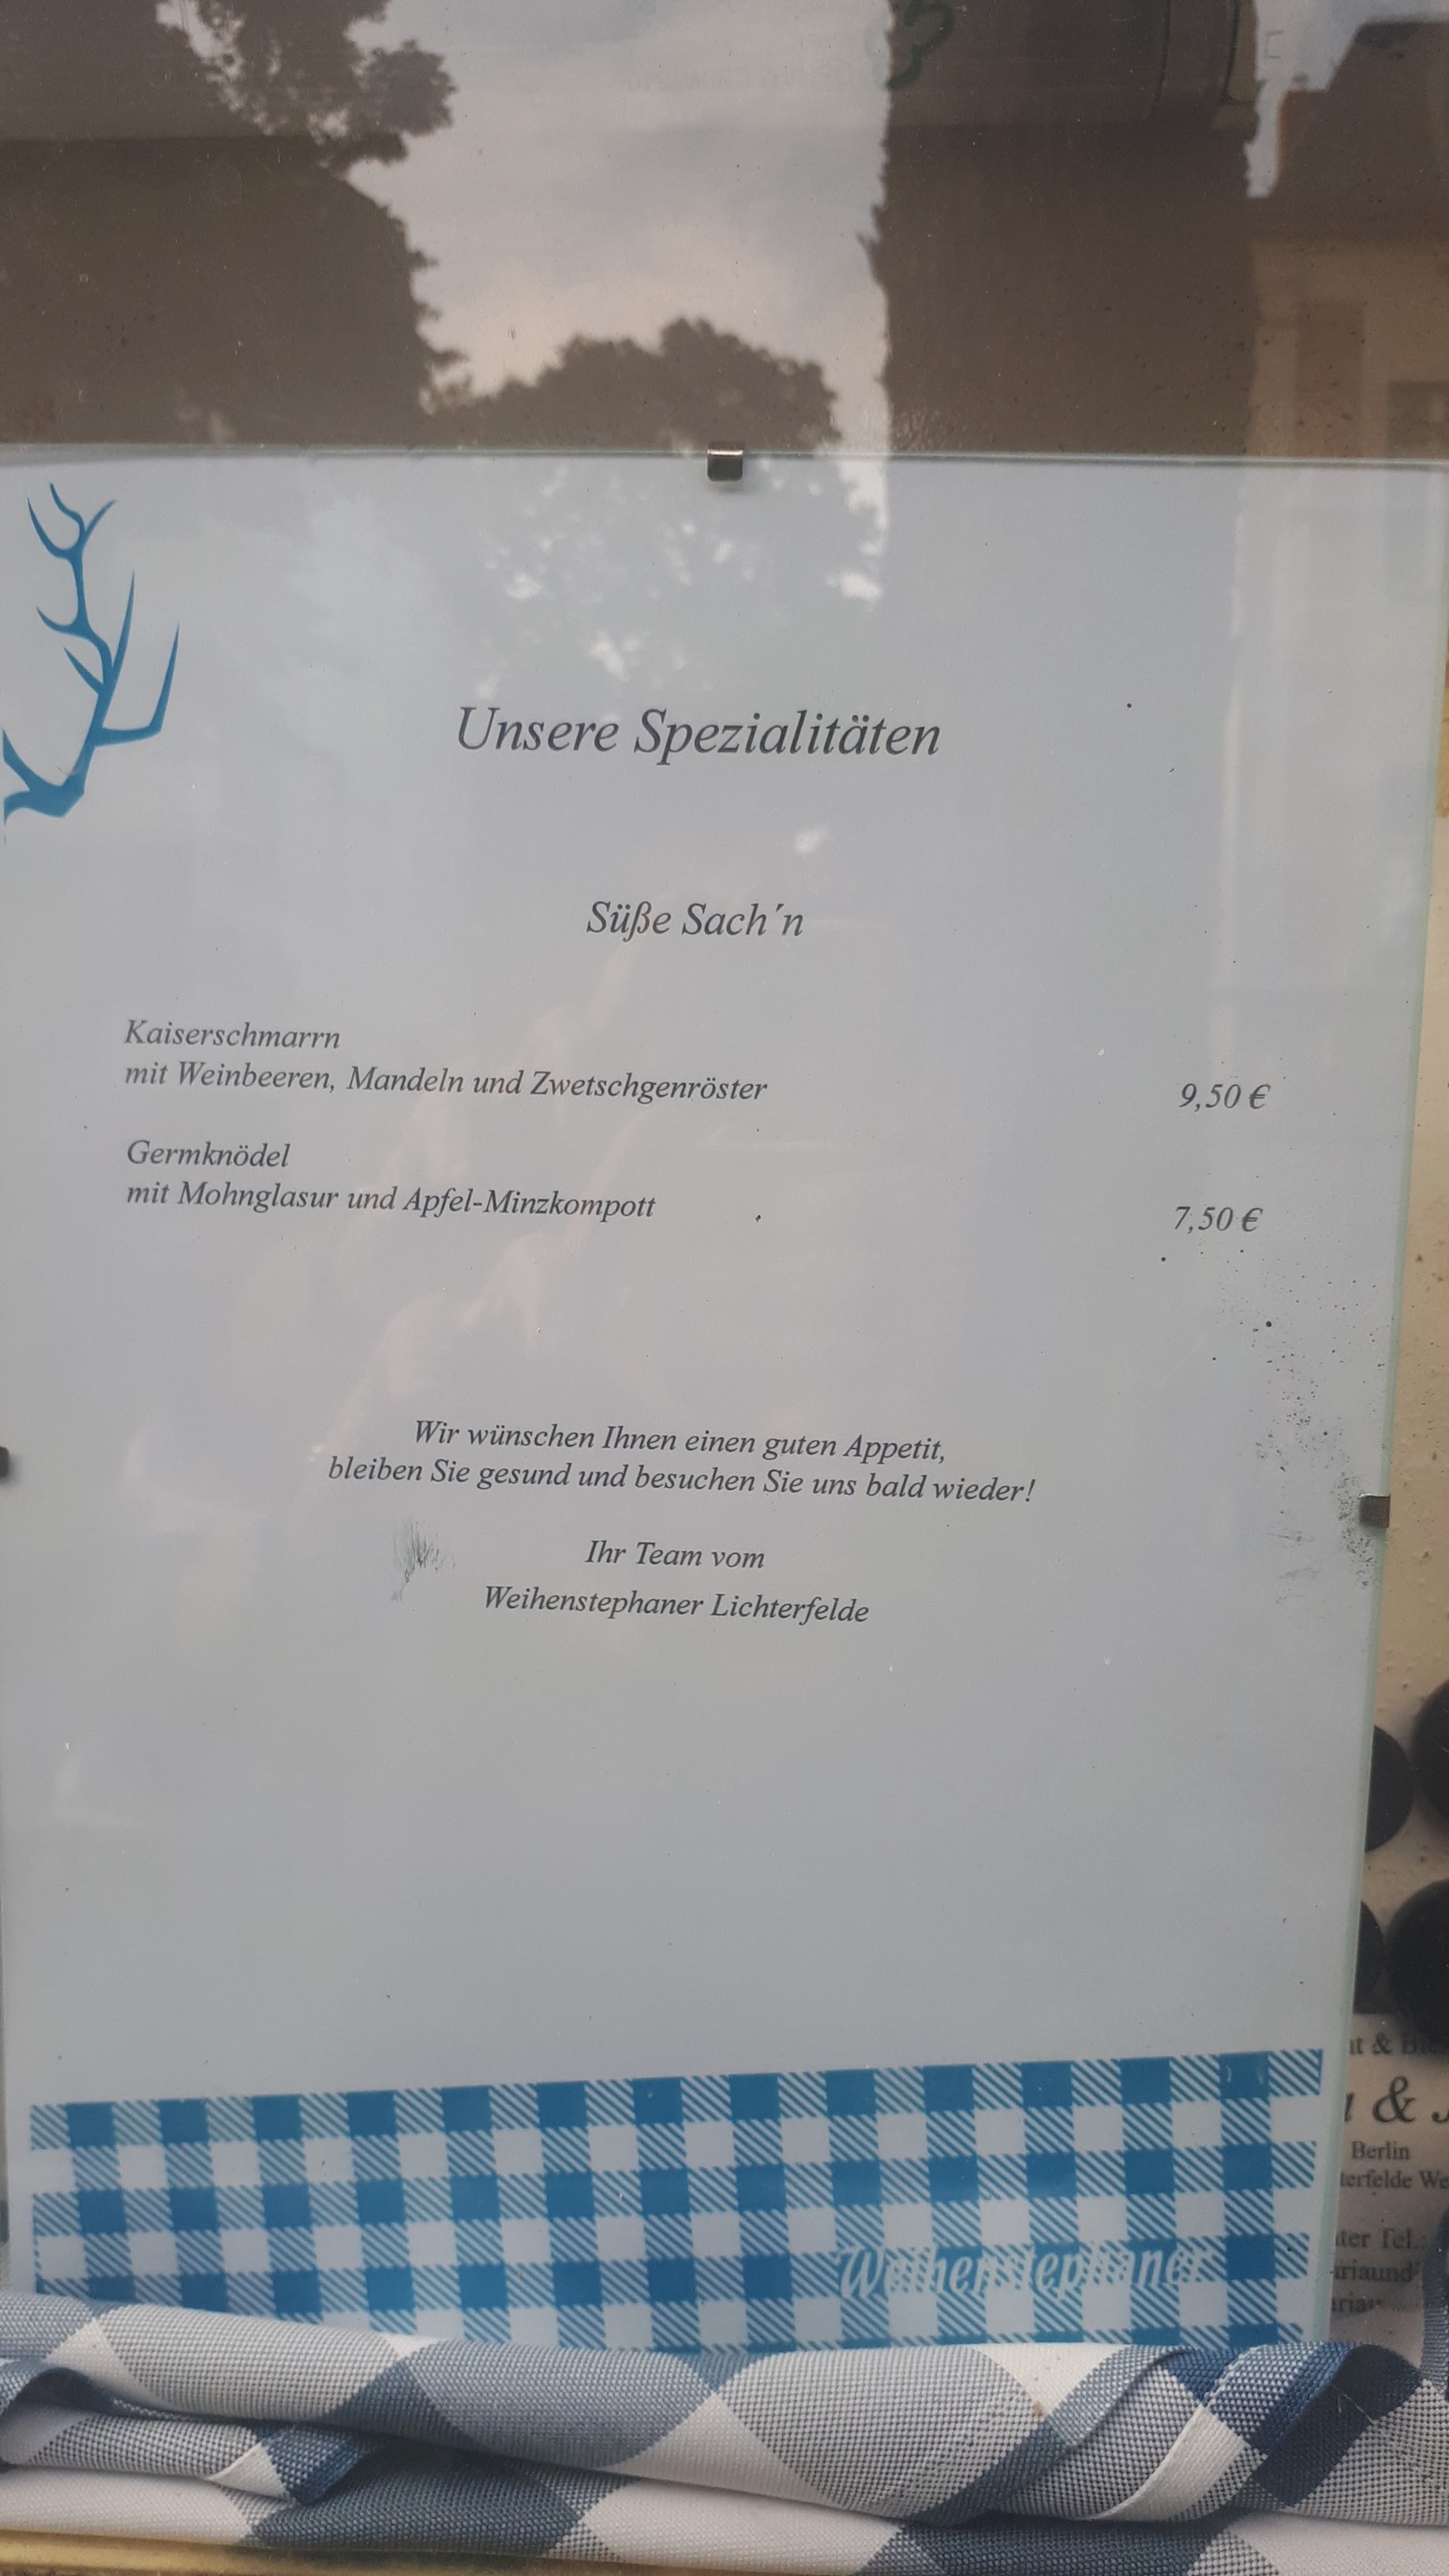 Unsere Spezialitäten
Süße Sach´n
Kaiserschmarrn
mit Weinbeeren, Mandeln und Zwetschgenröster
9,50 €
Germknödel
mit Mohnglasur und Apfel-Minzkompott
7,50 €
Wir wünschen Ihnen einen guten Appetit,
bleiben Sie gesund und besuchen Sie uns bald wieder!
Ihr Team vom
Weihenstephaner Lichterfelde
Weihenstephaner
&
&
Berlin
Tel.: